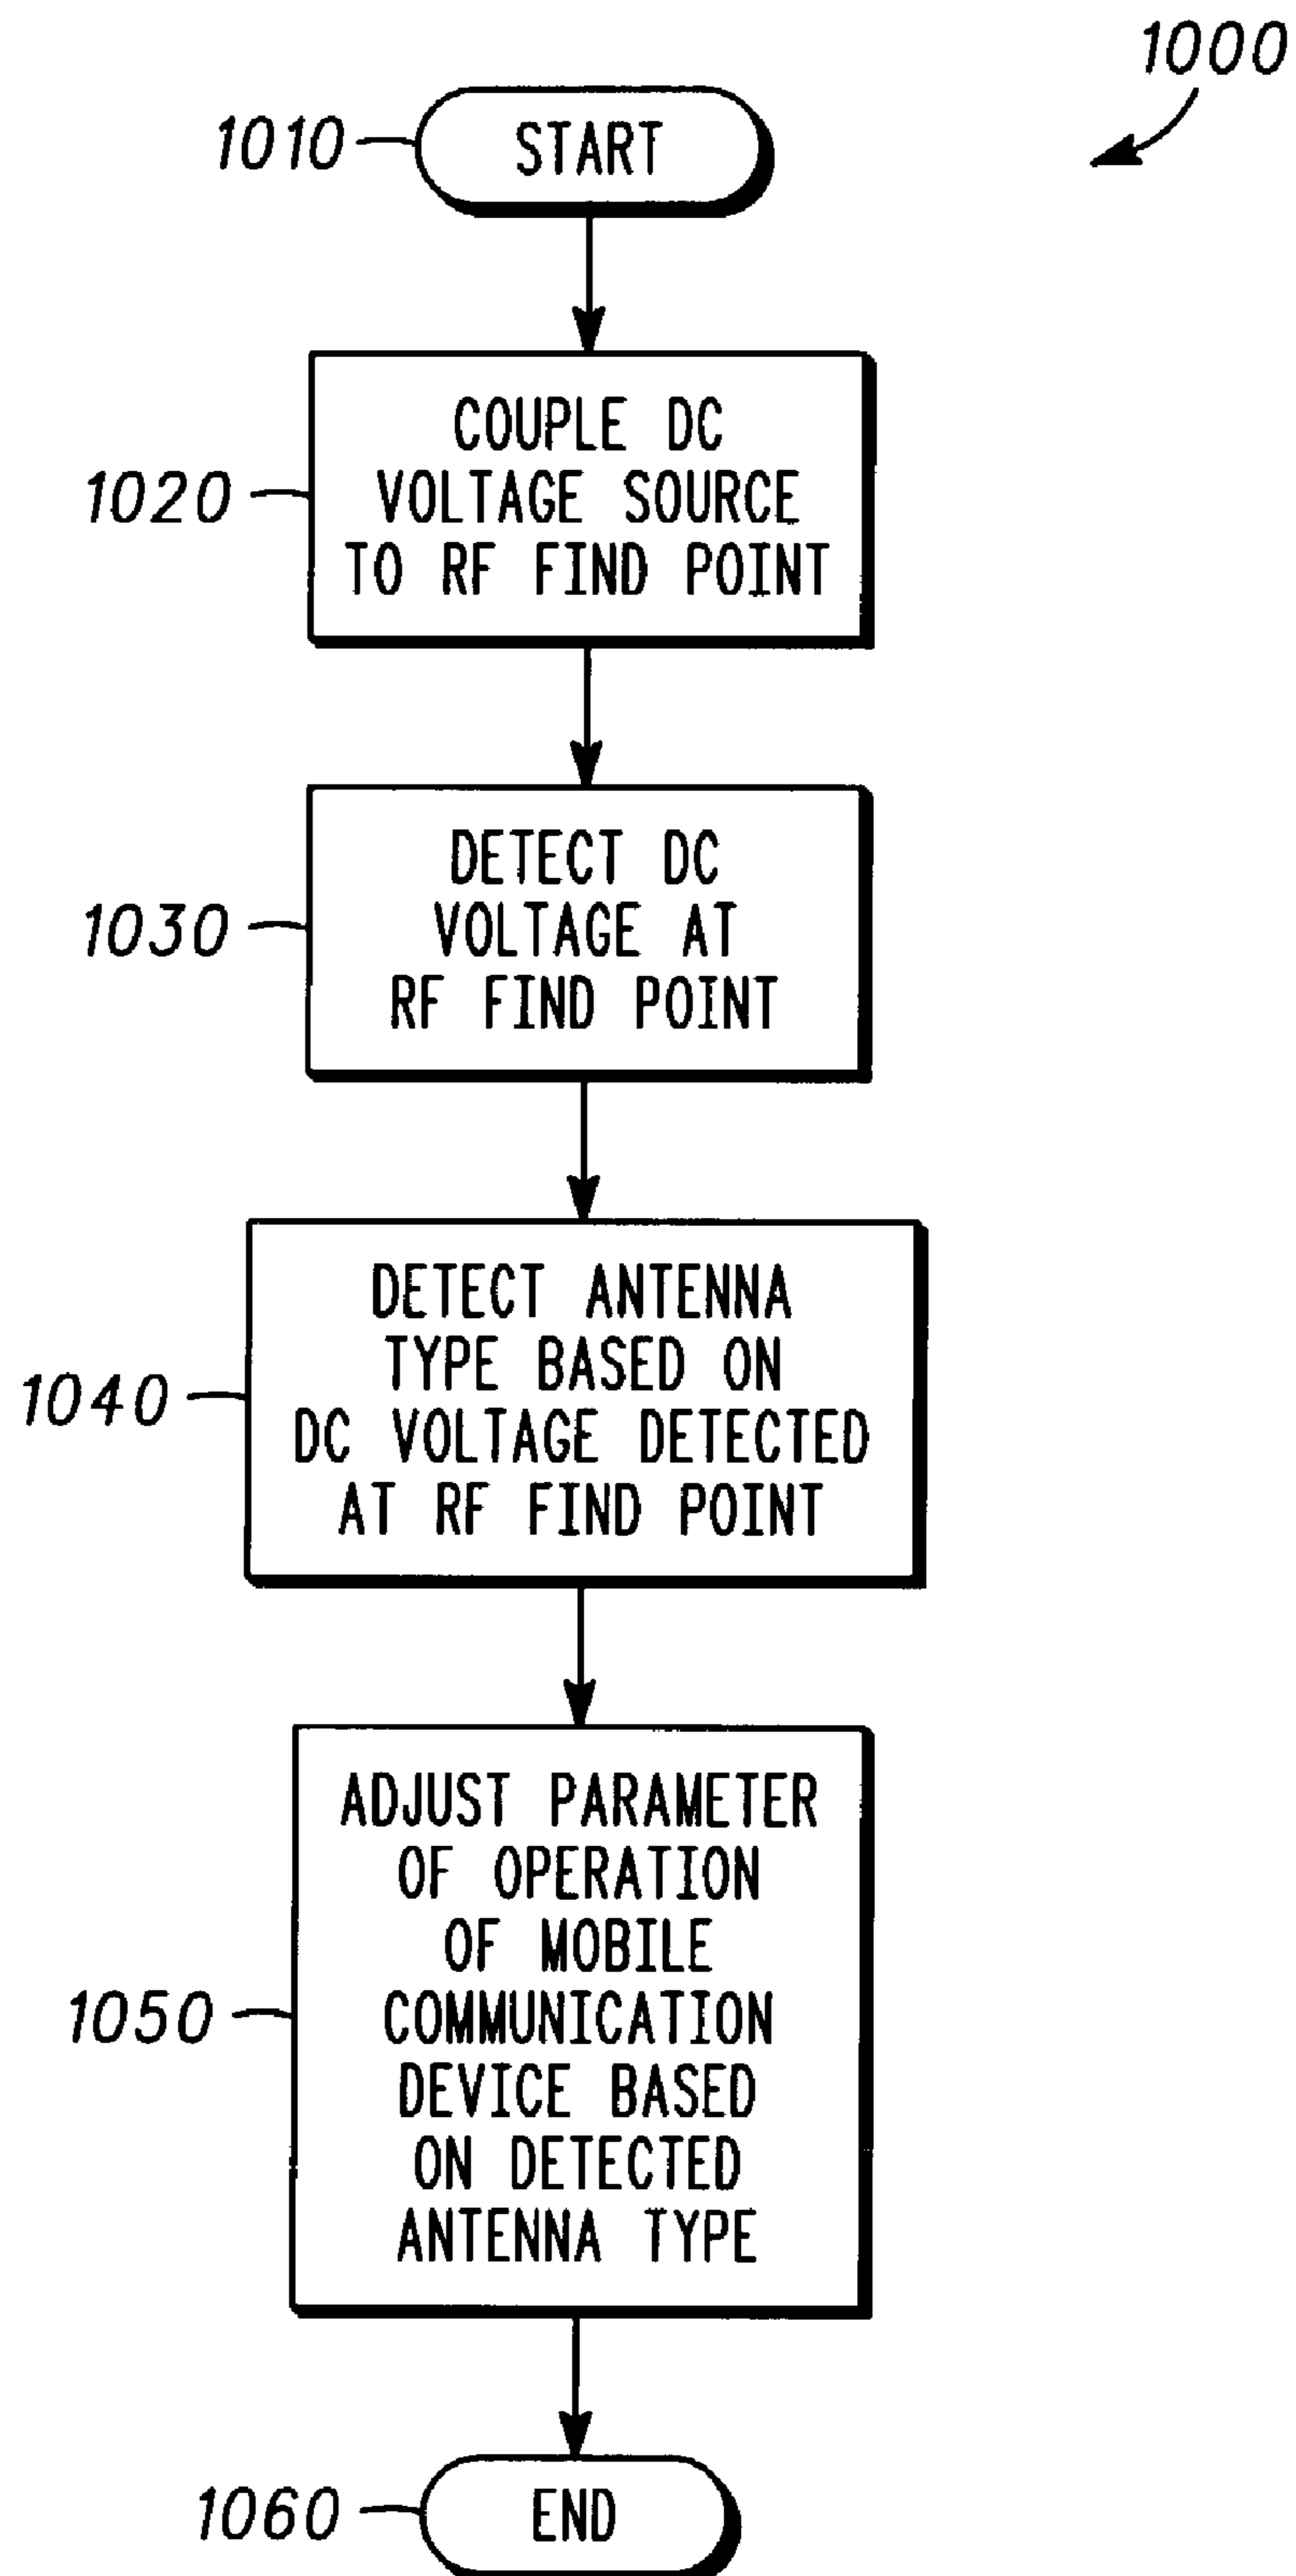 1000
1010
START
1020
COUPLE DC
VOLTAGE SOURCE
TO RF FIND POINT
1030
DETECT DC
VOLTAGE AT
RF FIND POINT
1040
DETECT ANTENNA
TYPE BASED ON
DC VOLTAGE DETECTED
AT RF FIND POINT
1050
ADJUST PARAMETER
OF OPERATION
OF MOBILE
COMMUNICATION
DEVICE BASED
ON DETECTED
ANTENNA TYPE
1060
END